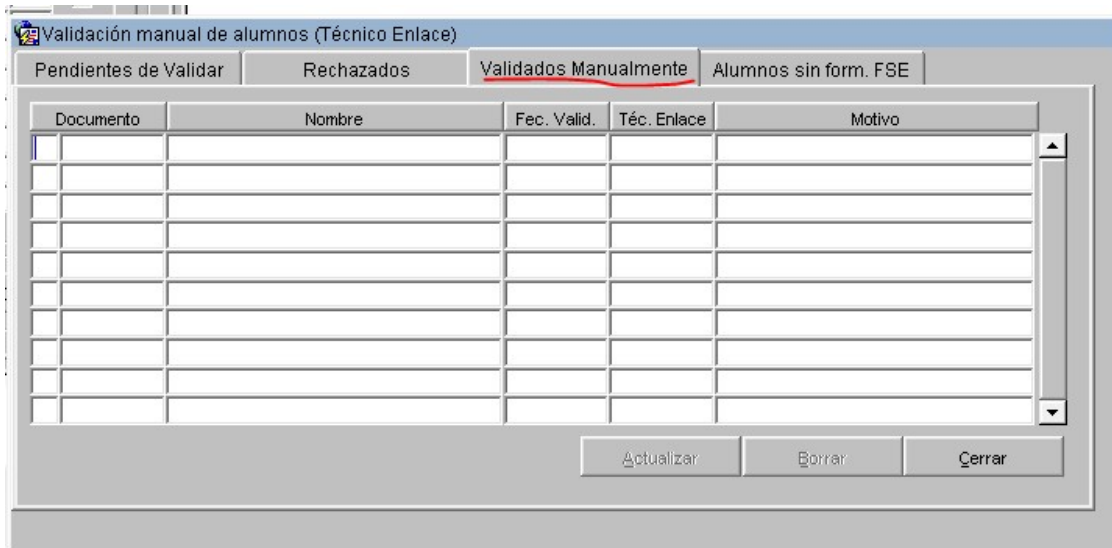 Validación manual de alumnos (Técnico Enlace)
Pendientes de Validar Rechazados Validados Manualmente Alumnos sin form. FSE
Documento Nombre Fec. Valid. Téc. Enlace Motivo
Actualizar Borrar Cerrar